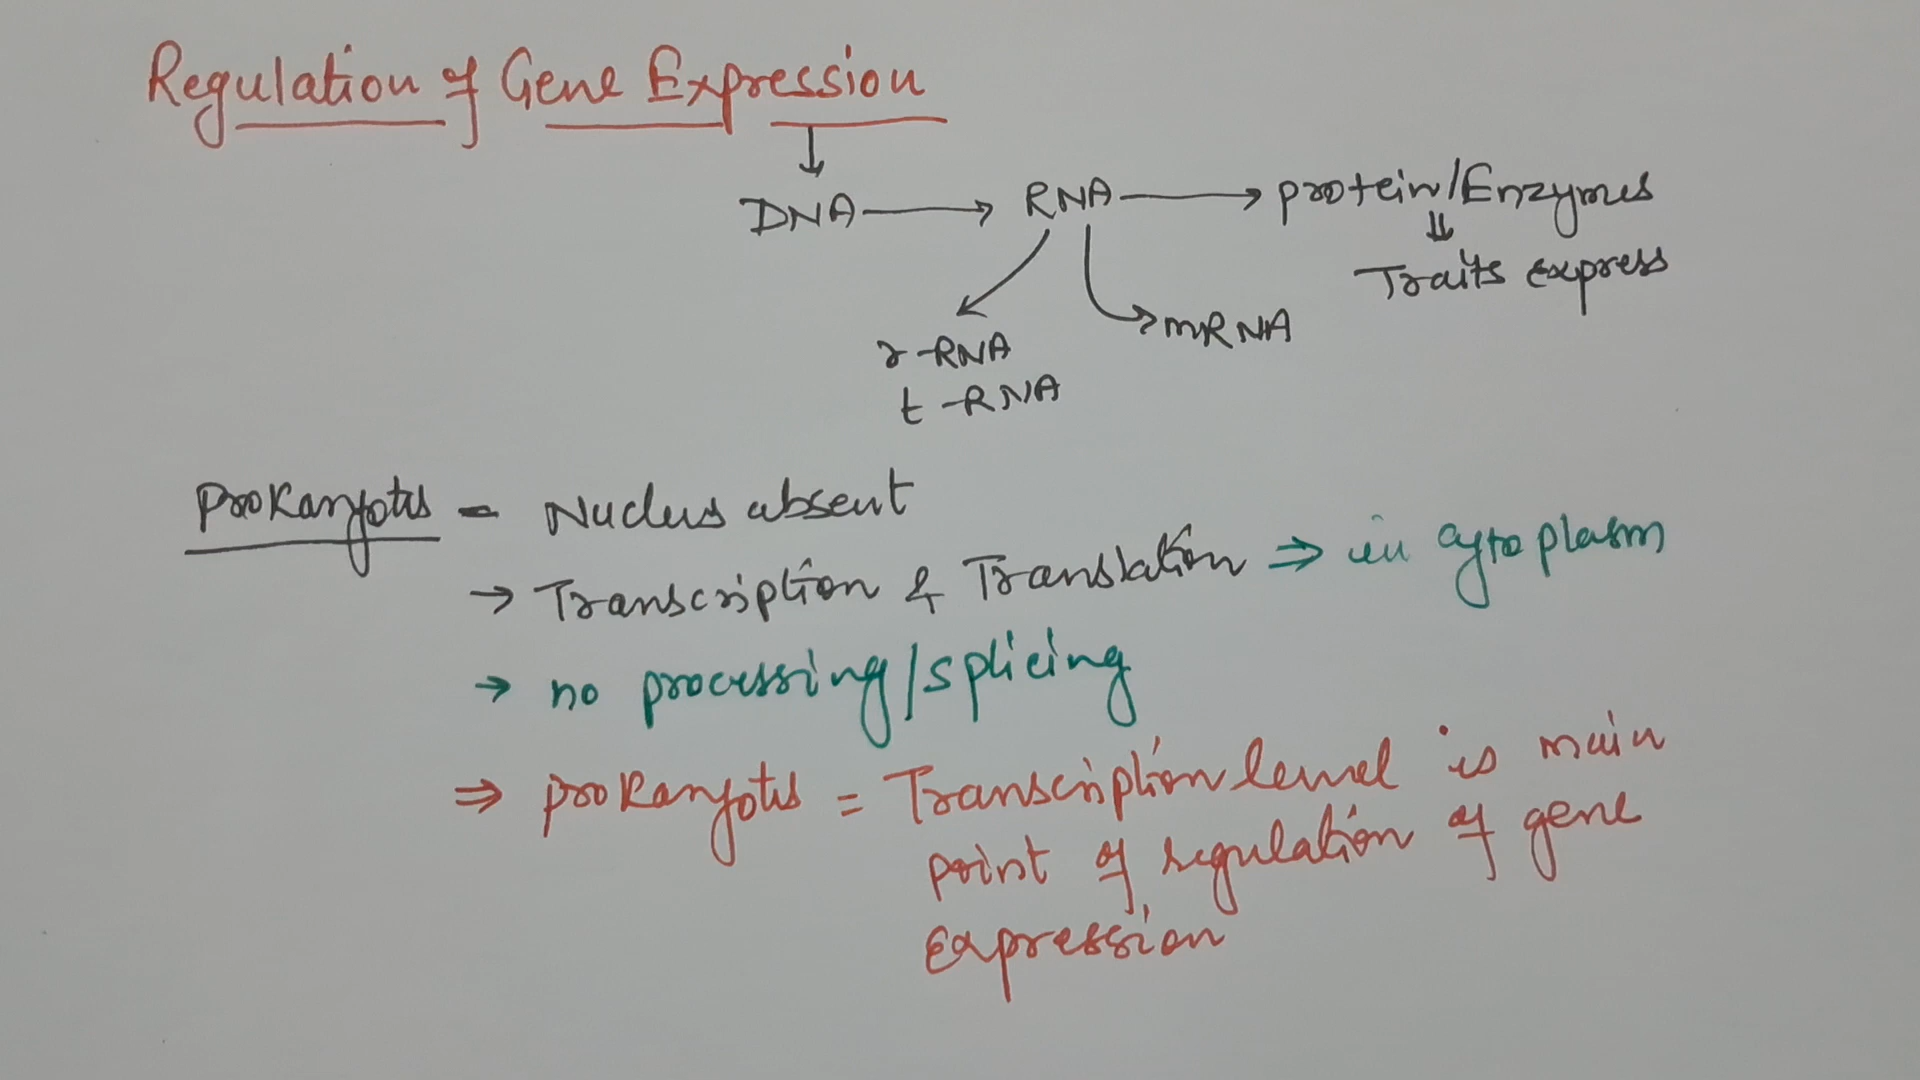 Regulation of Gene Expression
↓
DNA → RNA → protein/Enzymes
⇓
Traits express
mRNA
r-RNA
t-RNA
Prokaryotes - Nucleus absent
→ Transcription & Translation ⇒ in cytoplasm
→ no processing/splicing
⇒ prokaryotes = Transcription level is main
point of regulation of gene
expression